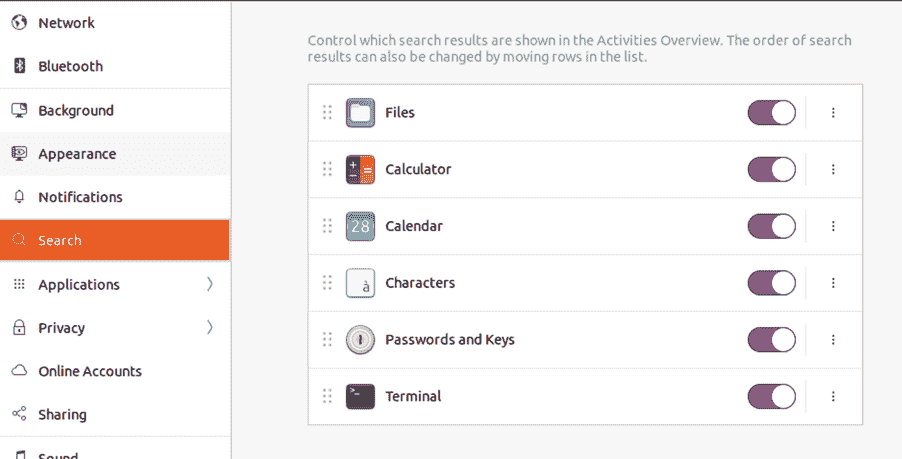 Network
Bluetooth
Background
Appearance
Notifications
Search
Applications
Privacy
Online Accounts
Sharing
Sound
Control which search results are shown in the Activities Overview. The order of search
results can also be changed by moving rows in the list.
Files
Calculator
28 Calendar
à Characters
Passwords and Keys
>_ Terminal